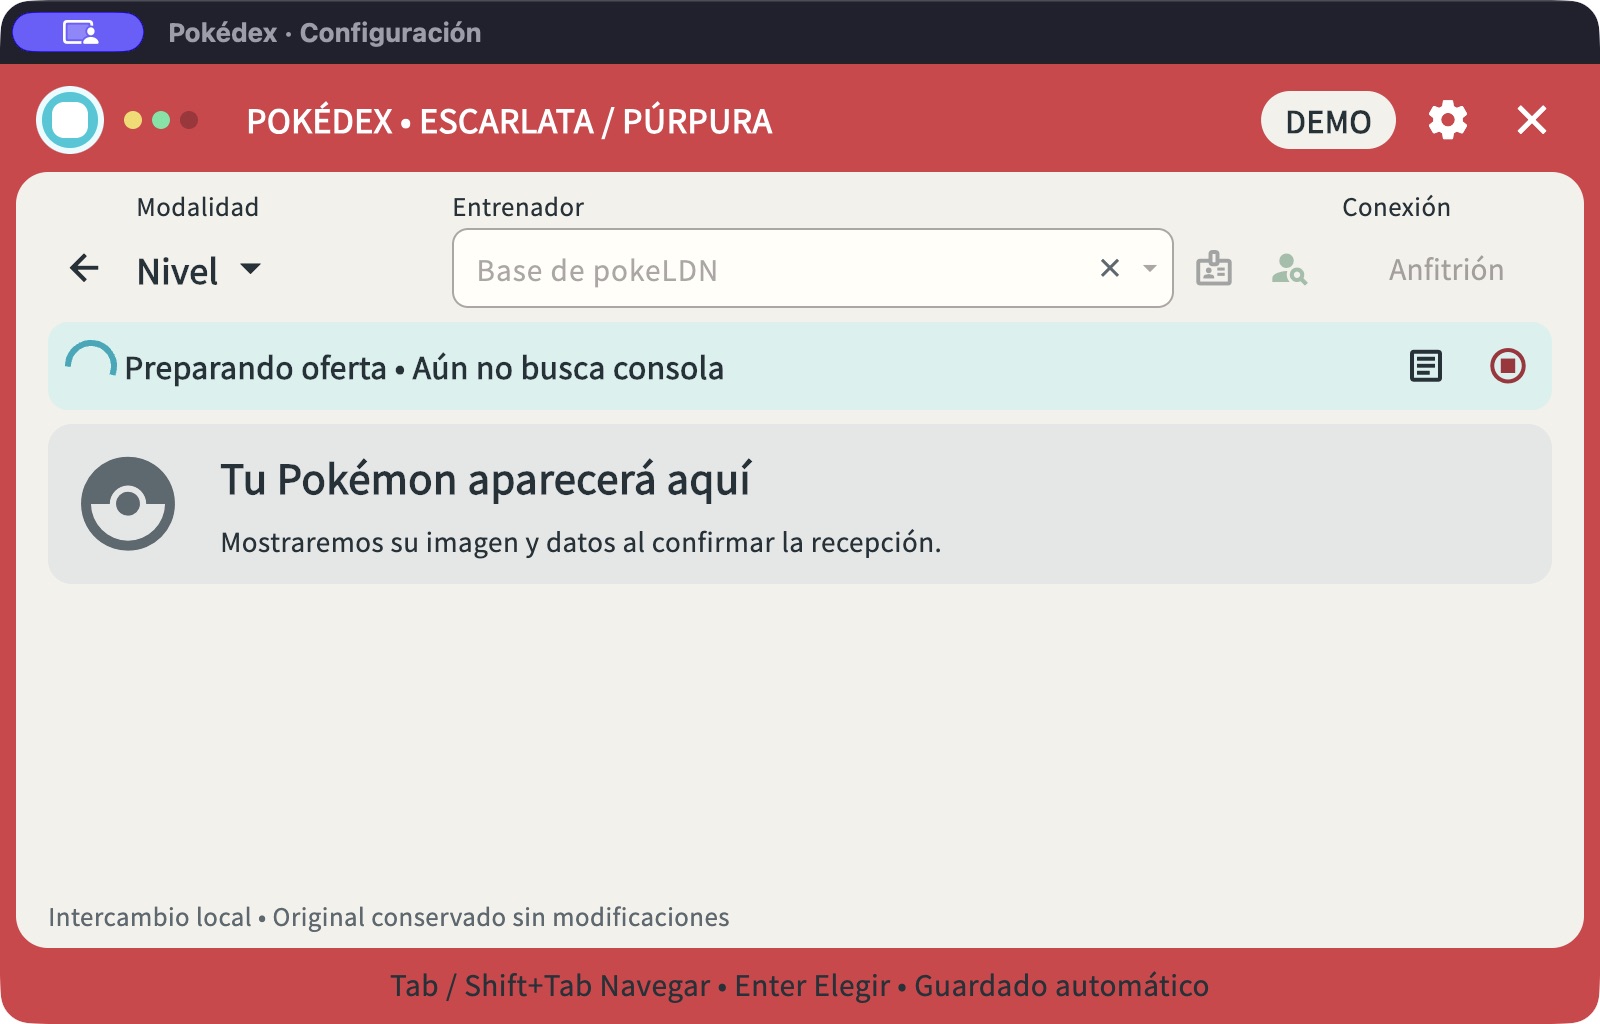 Pokédex · Configuración
POKÉDEX • ESCARLATA / PÚRPURA
DEMO
Modalidad
Entrenador
Conexión
Nivel
Base de pokeLDN
Anfitrión
Preparando oferta • Aún no busca consola
Tu Pokémon aparecerá aquí
Mostraremos su imagen y datos al confirmar la recepción.
Intercambio local • Original conservado sin modificaciones
Tab / Shift+Tab Navegar • Enter Elegir • Guardado automático